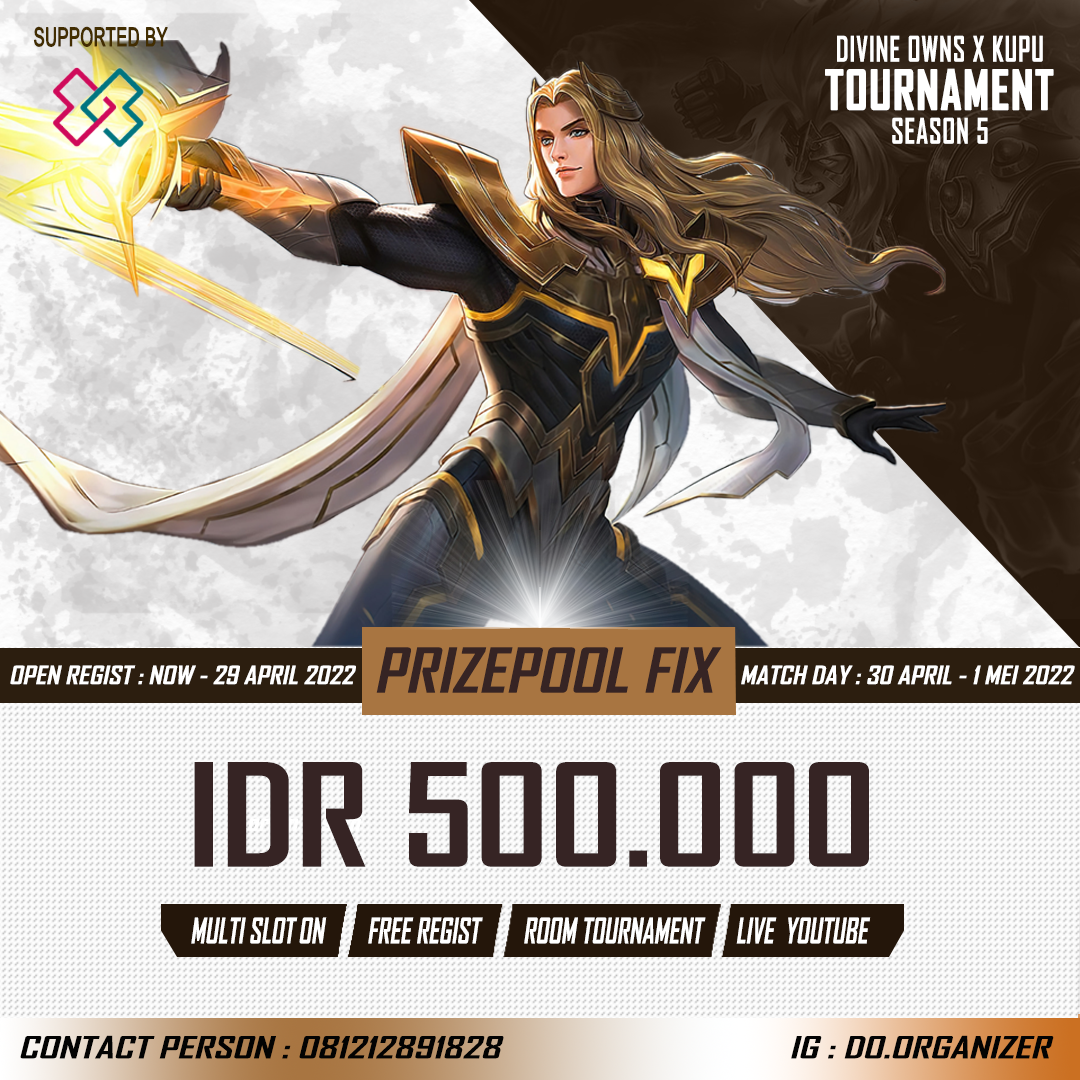 SUPPORTED BY
DIVINE OWNS X KUPU
TOURNAMENT
SEASON 5
OPEN REGIST : NOW - 29 APRIL 2022
PRIZEPOOL FIX
MATCH DAY : 30 APRIL - 1 MEI 2022
IDR 500.000
MULTI SLOT ON
FREE REGIST
ROOM TOURNAMENT
LIVE YOUTUBE
CONTACT PERSON : 081212891828
IG : DO.ORGANIZER